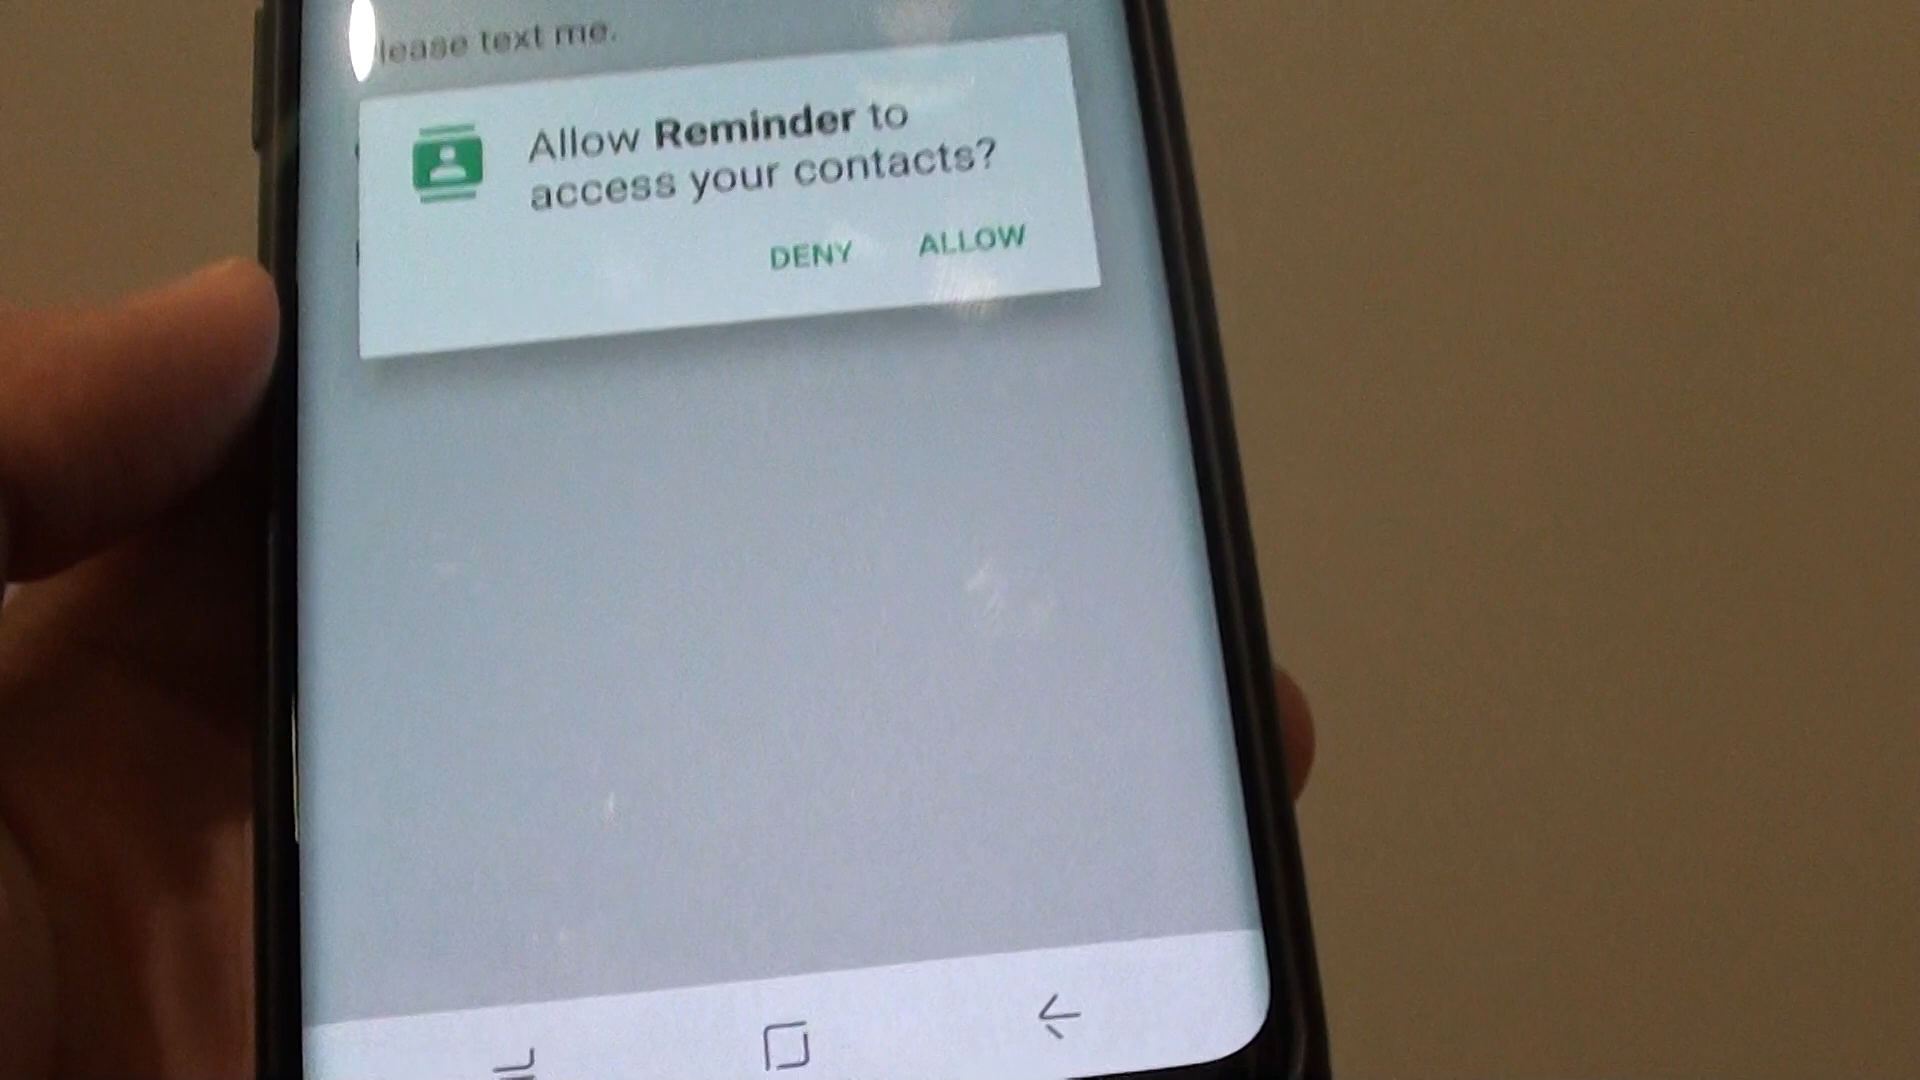 lease text me.
Allow Reminder to
access your contacts?
DENY ALLOW